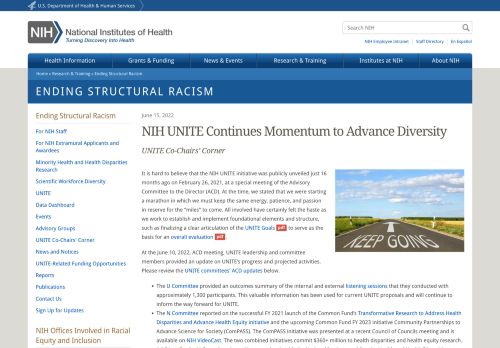 U.S. Department of Health & Human Services
NIH National Institutes of Health
Turning Discovery Into Health
Search NIH
NIH Employee Intranet | Staff Directory | En Español
Health Information
Grants & Funding
News & Events
Research & Training
Institutes at NIH
About NIH
Home » Research & Training » Ending Structural Racism
ENDING STRUCTURAL RACISM
Ending Structural Racism
For NIH Staff
For NIH Extramural Applicants and
Awardees
Minority Health and Health Disparities
Research
Scientific Workforce Diversity
UNITE
Data Dashboard
Events
Advisory Groups
UNITE Co-Chairs' Corner
News and Notices
UNITE-Related Funding Opportunities
Reports
Publications
Contact Us
Sign Up for Updates
NIH Offices Involved in Racial
Equity and Inclusion
June 15, 2022
NIH UNITE Continues Momentum to Advance Diversity
UNITE Co-Chairs' Corner
It is hard to believe that the NIH UNITE initiative was publicly unveiled just 16
months ago on February 26, 2021, at a special meeting of the Advisory
Committee to the Director (ACD). At the time, we stated that we were starting
a marathon in which we must keep the same energy, patience, and passion
in reserve for the "miles" to come. All involved have certainly felt the haste as
we work to establish and implement foundational elements and structure,
such as finalizing a clear articulation of the UNITE Goals pdf to serve as the
basis for an overall evaluation pdf.
KEEP GOING
At the June 10, 2022, ACD meeting, UNITE leadership and committee
members provided an update on UNITE's progress and projected activities.
Please review the UNITE committees' ACD updates below.
• The U Committee provided an outcomes summary of the internal and external listening sessions that they conducted with
approximately 1,300 participants. This valuable information has been used for current UNITE proposals and will continue to
inform the way forward for UNITE.
• The N Committee reported on the successful FY 2021 launch of the Common Fund's Transformative Research to Address Health
Disparities and Advance Health Equity initiative and the upcoming Common Fund FY 2023 initiative Community Partnerships to
Advance Science for Society (ComPASS). The ComPASS initiative was presented at a recent Council of Councils meeting and is
available on NIH VideoCast. The two combined initiatives commit $360+ million to health disparities and health equity research.